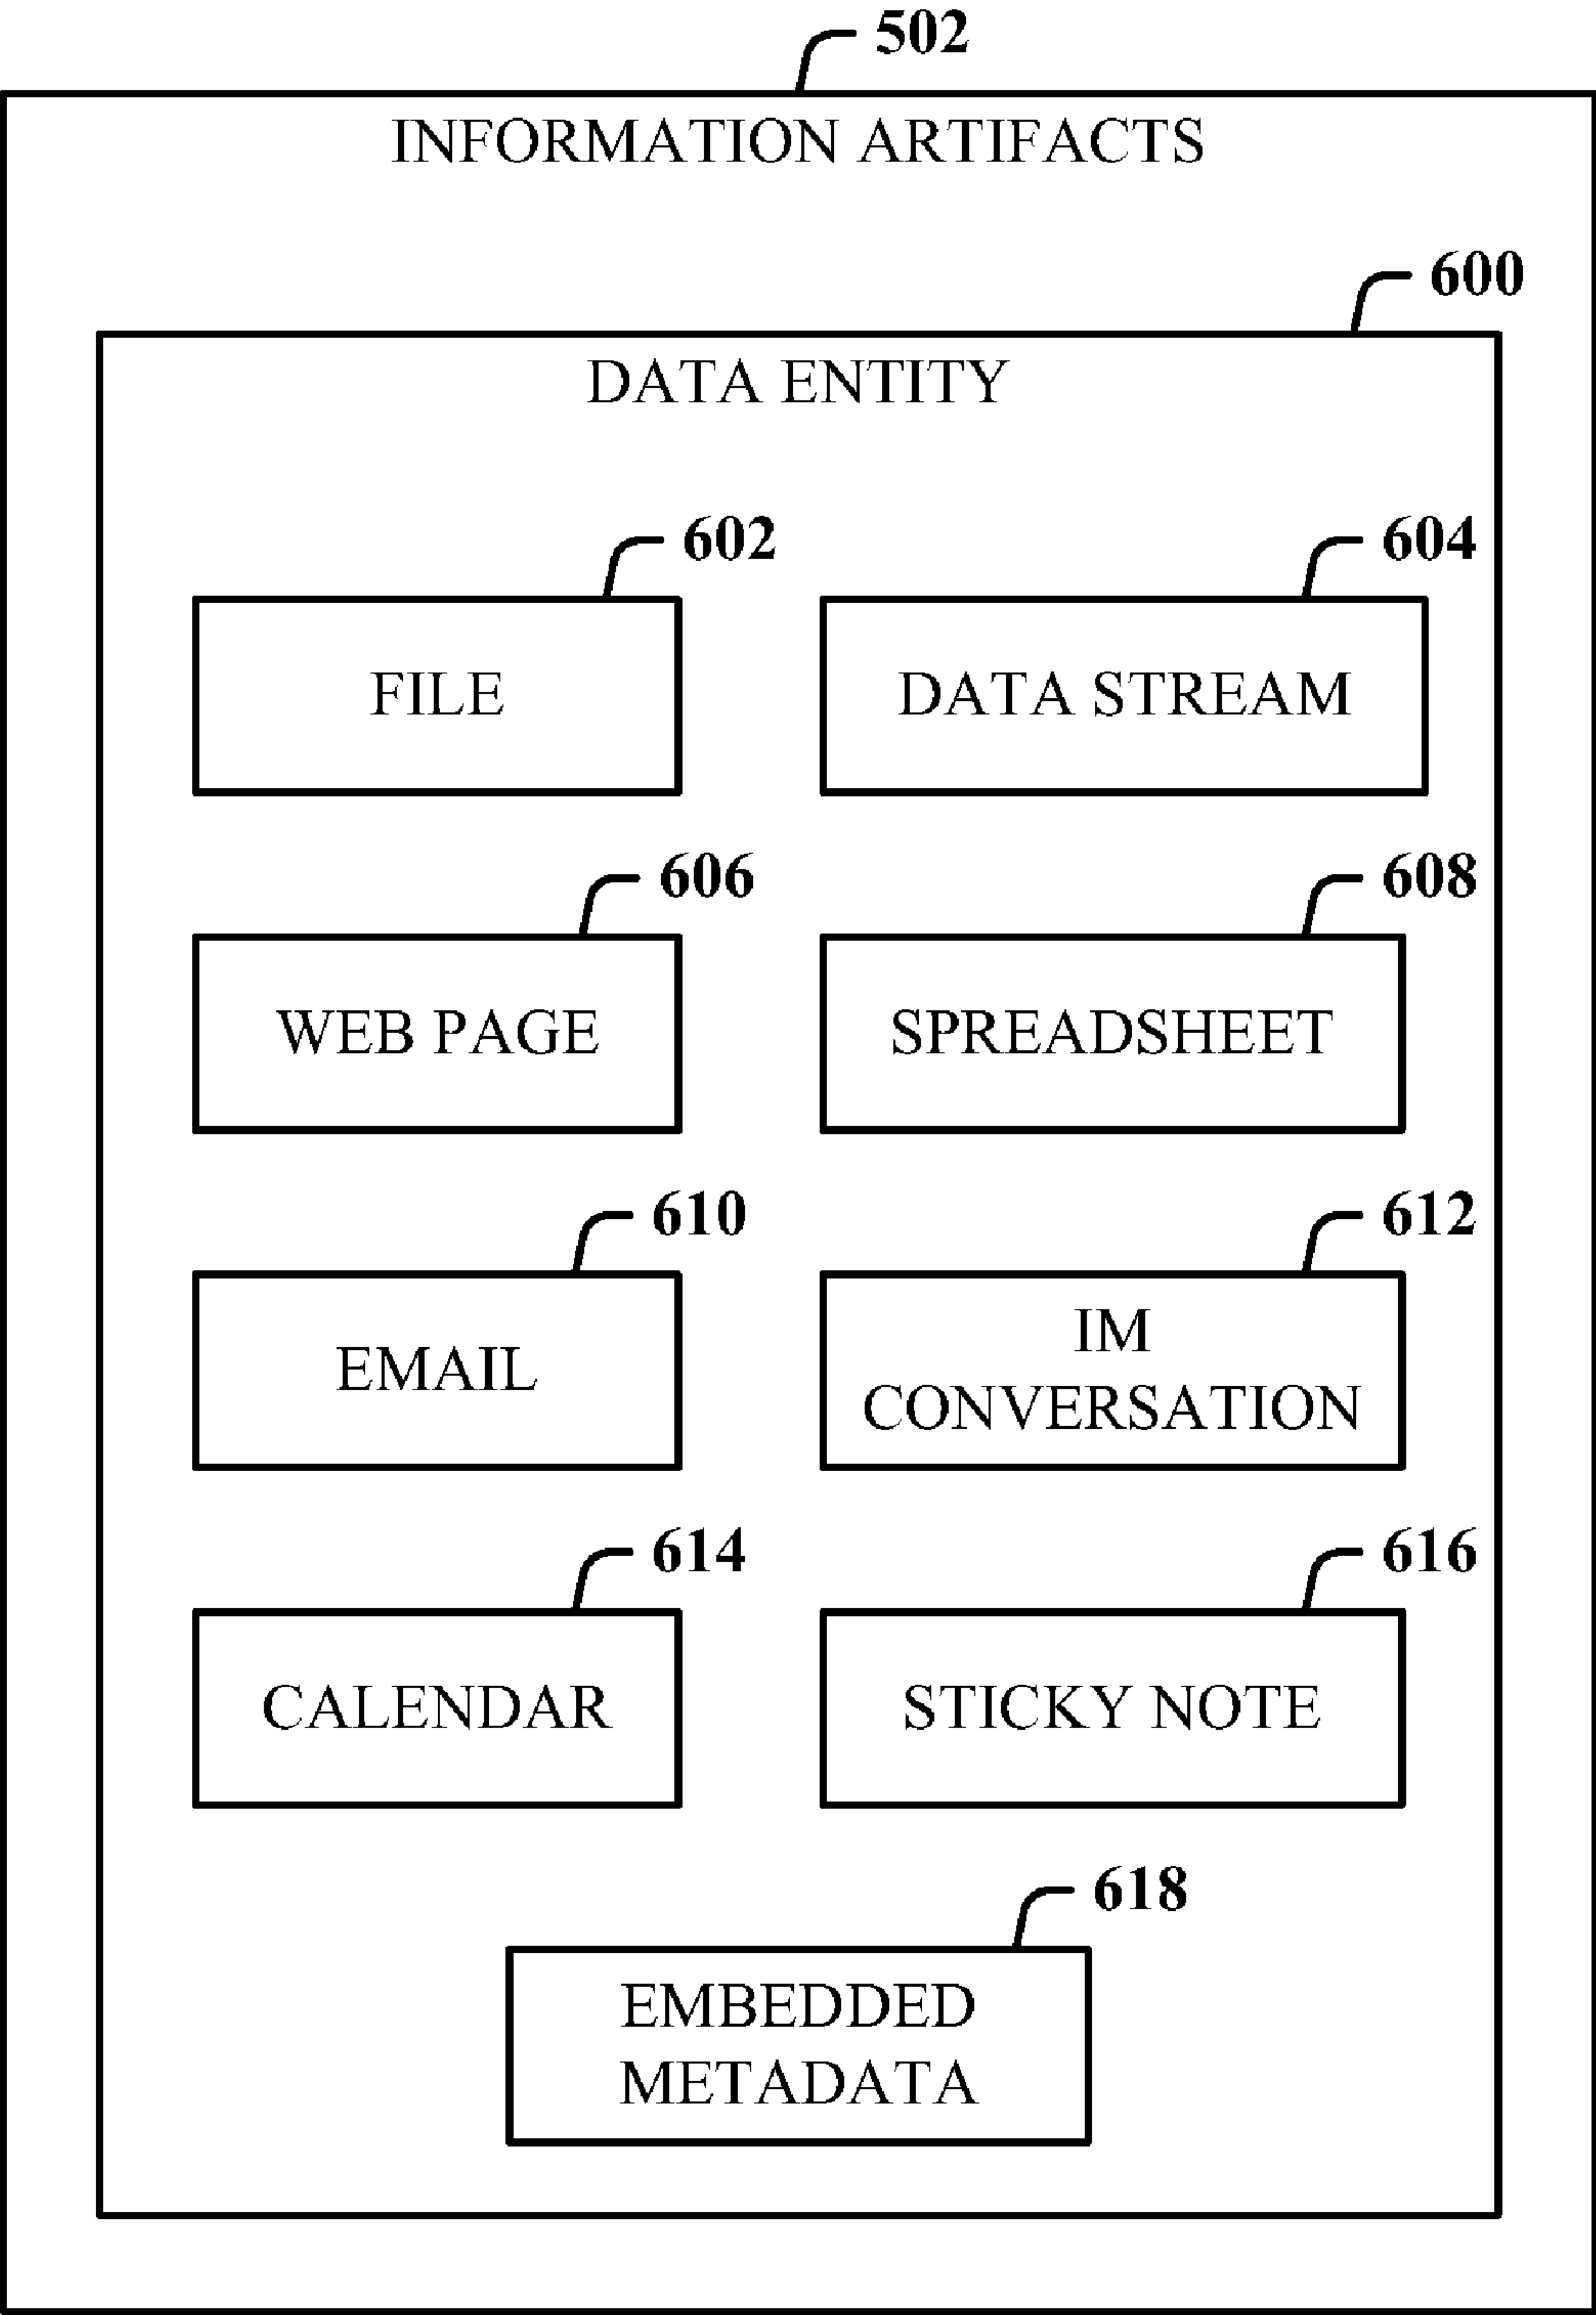 502
INFORMATION ARTIFACTS
600
DATA ENTITY
602
604
FILE
DATA STREAM
606
608
WEB PAGE
SPREADSHEET
610
612
EMAIL
IM
CONVERSATION
614
616
CALENDAR
STICKY NOTE
618
EMBEDDED
METADATA